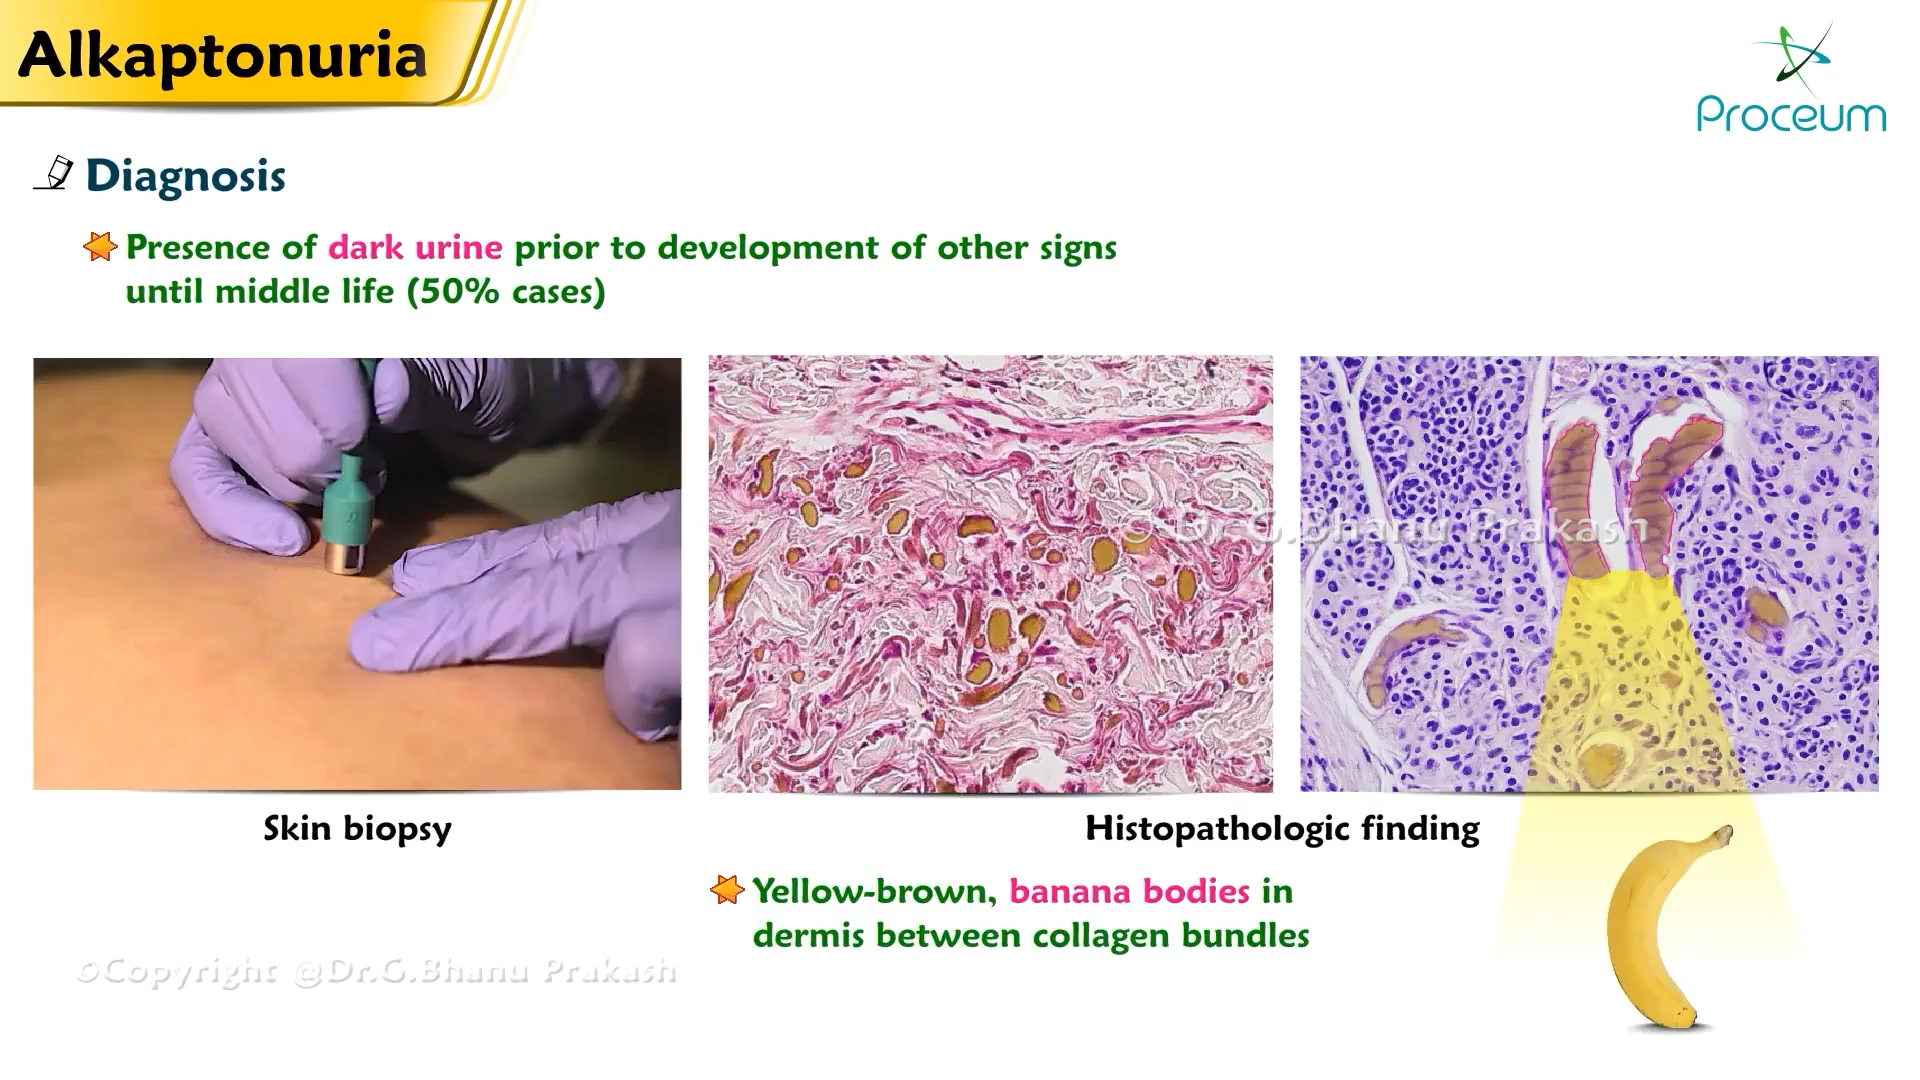 Alkaptonuria
Proceum
Diagnosis
Presence of dark urine prior to development of other signs
until middle life (50% cases)
© Dr.G.Bhanu Prakash
Skin biopsy
Histopathologic finding
Yellow-brown, banana bodies in
dermis between collagen bundles
©Copyright @Dr.G.Bhanu Prakash